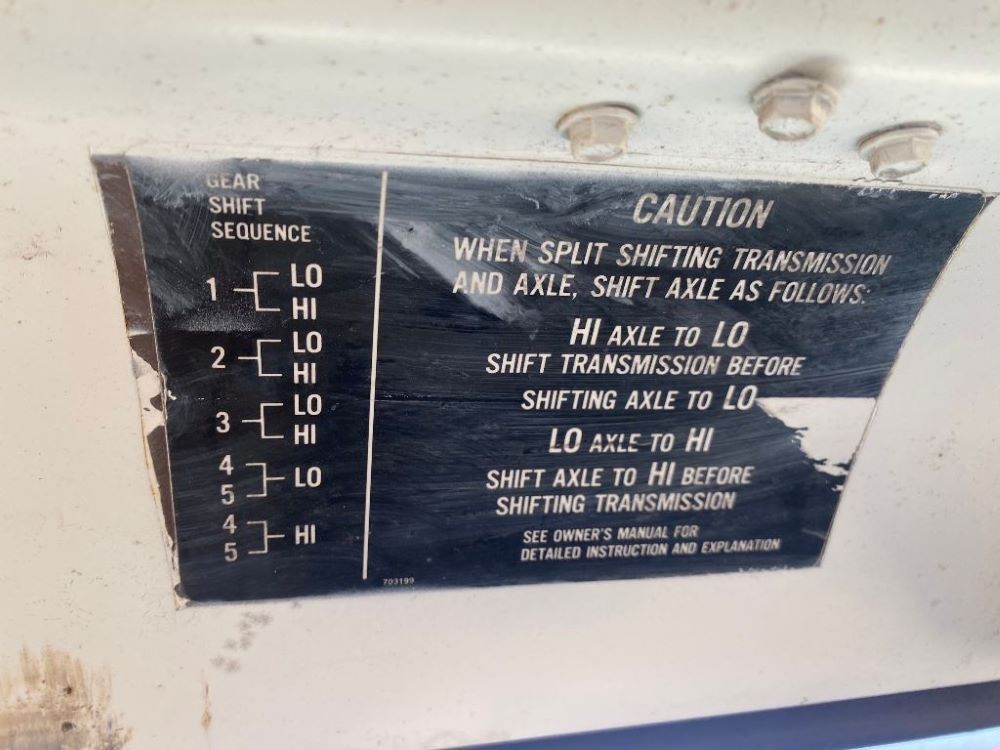 GEAR
SHIFT
SEQUENCE
1 LO
HI
2 LO
HI
3 LO
HI
4
5 LO
4
5 HI
CAUTION
WHEN SPLIT SHIFTING TRANSMISSION
AND AXLE, SHIFT AXLE AS FOLLOWS:
HI AXLE TO LO
SHIFT TRANSMISSION BEFORE
SHIFTING AXLE TO LO
LO AXLE TO HI
SHIFT AXLE TO HI BEFORE
SHIFTING TRANSMISSION
SEE OWNER'S MANUAL FOR
DETAILED INSTRUCTION AND EXPLANATION
703199